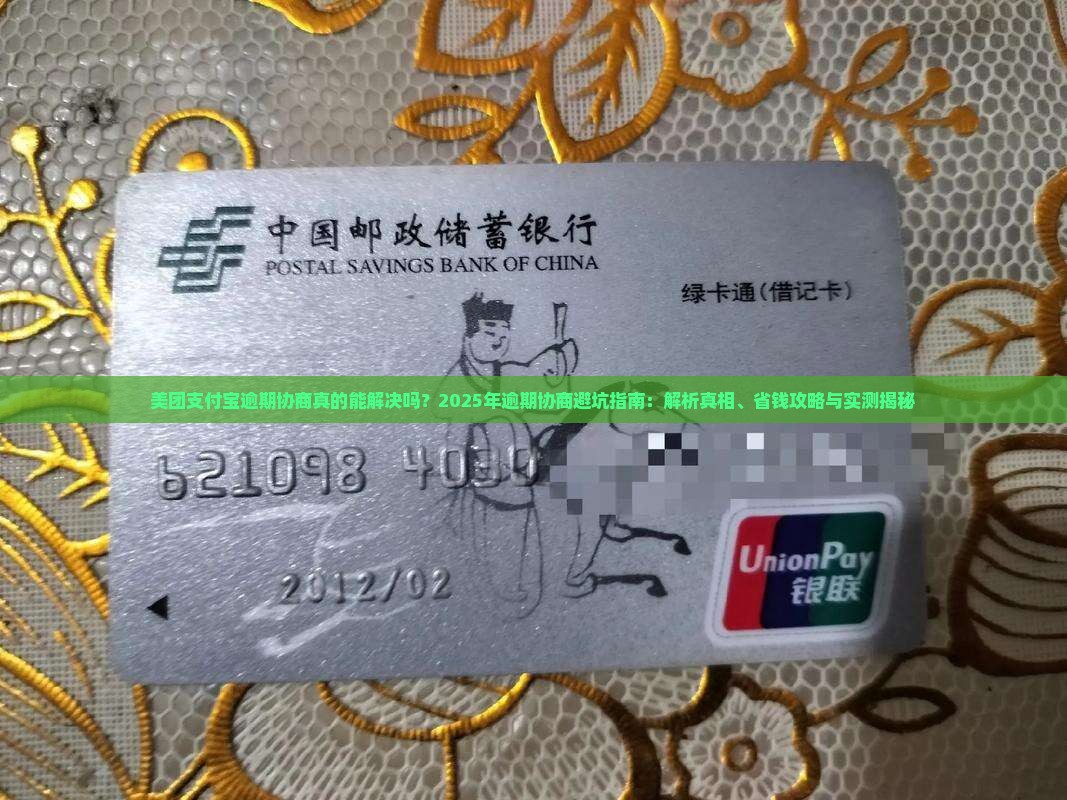 中国邮政储蓄银行
POSTAL SAVINGS BANK OF CHINA
绿卡通(借记卡)
美团支付宝逾期协商真的能解决吗？2025年逾期协商避坑指南：解析真相、省钱攻略与实测揭秘
621098 4030
2012/02
UnionPay
银联